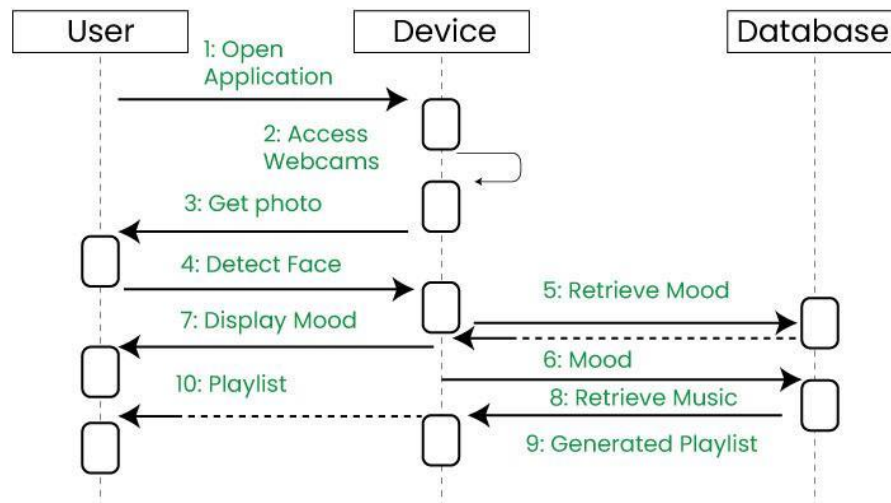 User
Device
Database
1: Open
Application
2: Access
Webcams
3: Get photo
4: Detect Face
5: Retrieve Mood
7: Display Mood
6: Mood
10: Playlist
8: Retrieve Music
9: Generated Playlist